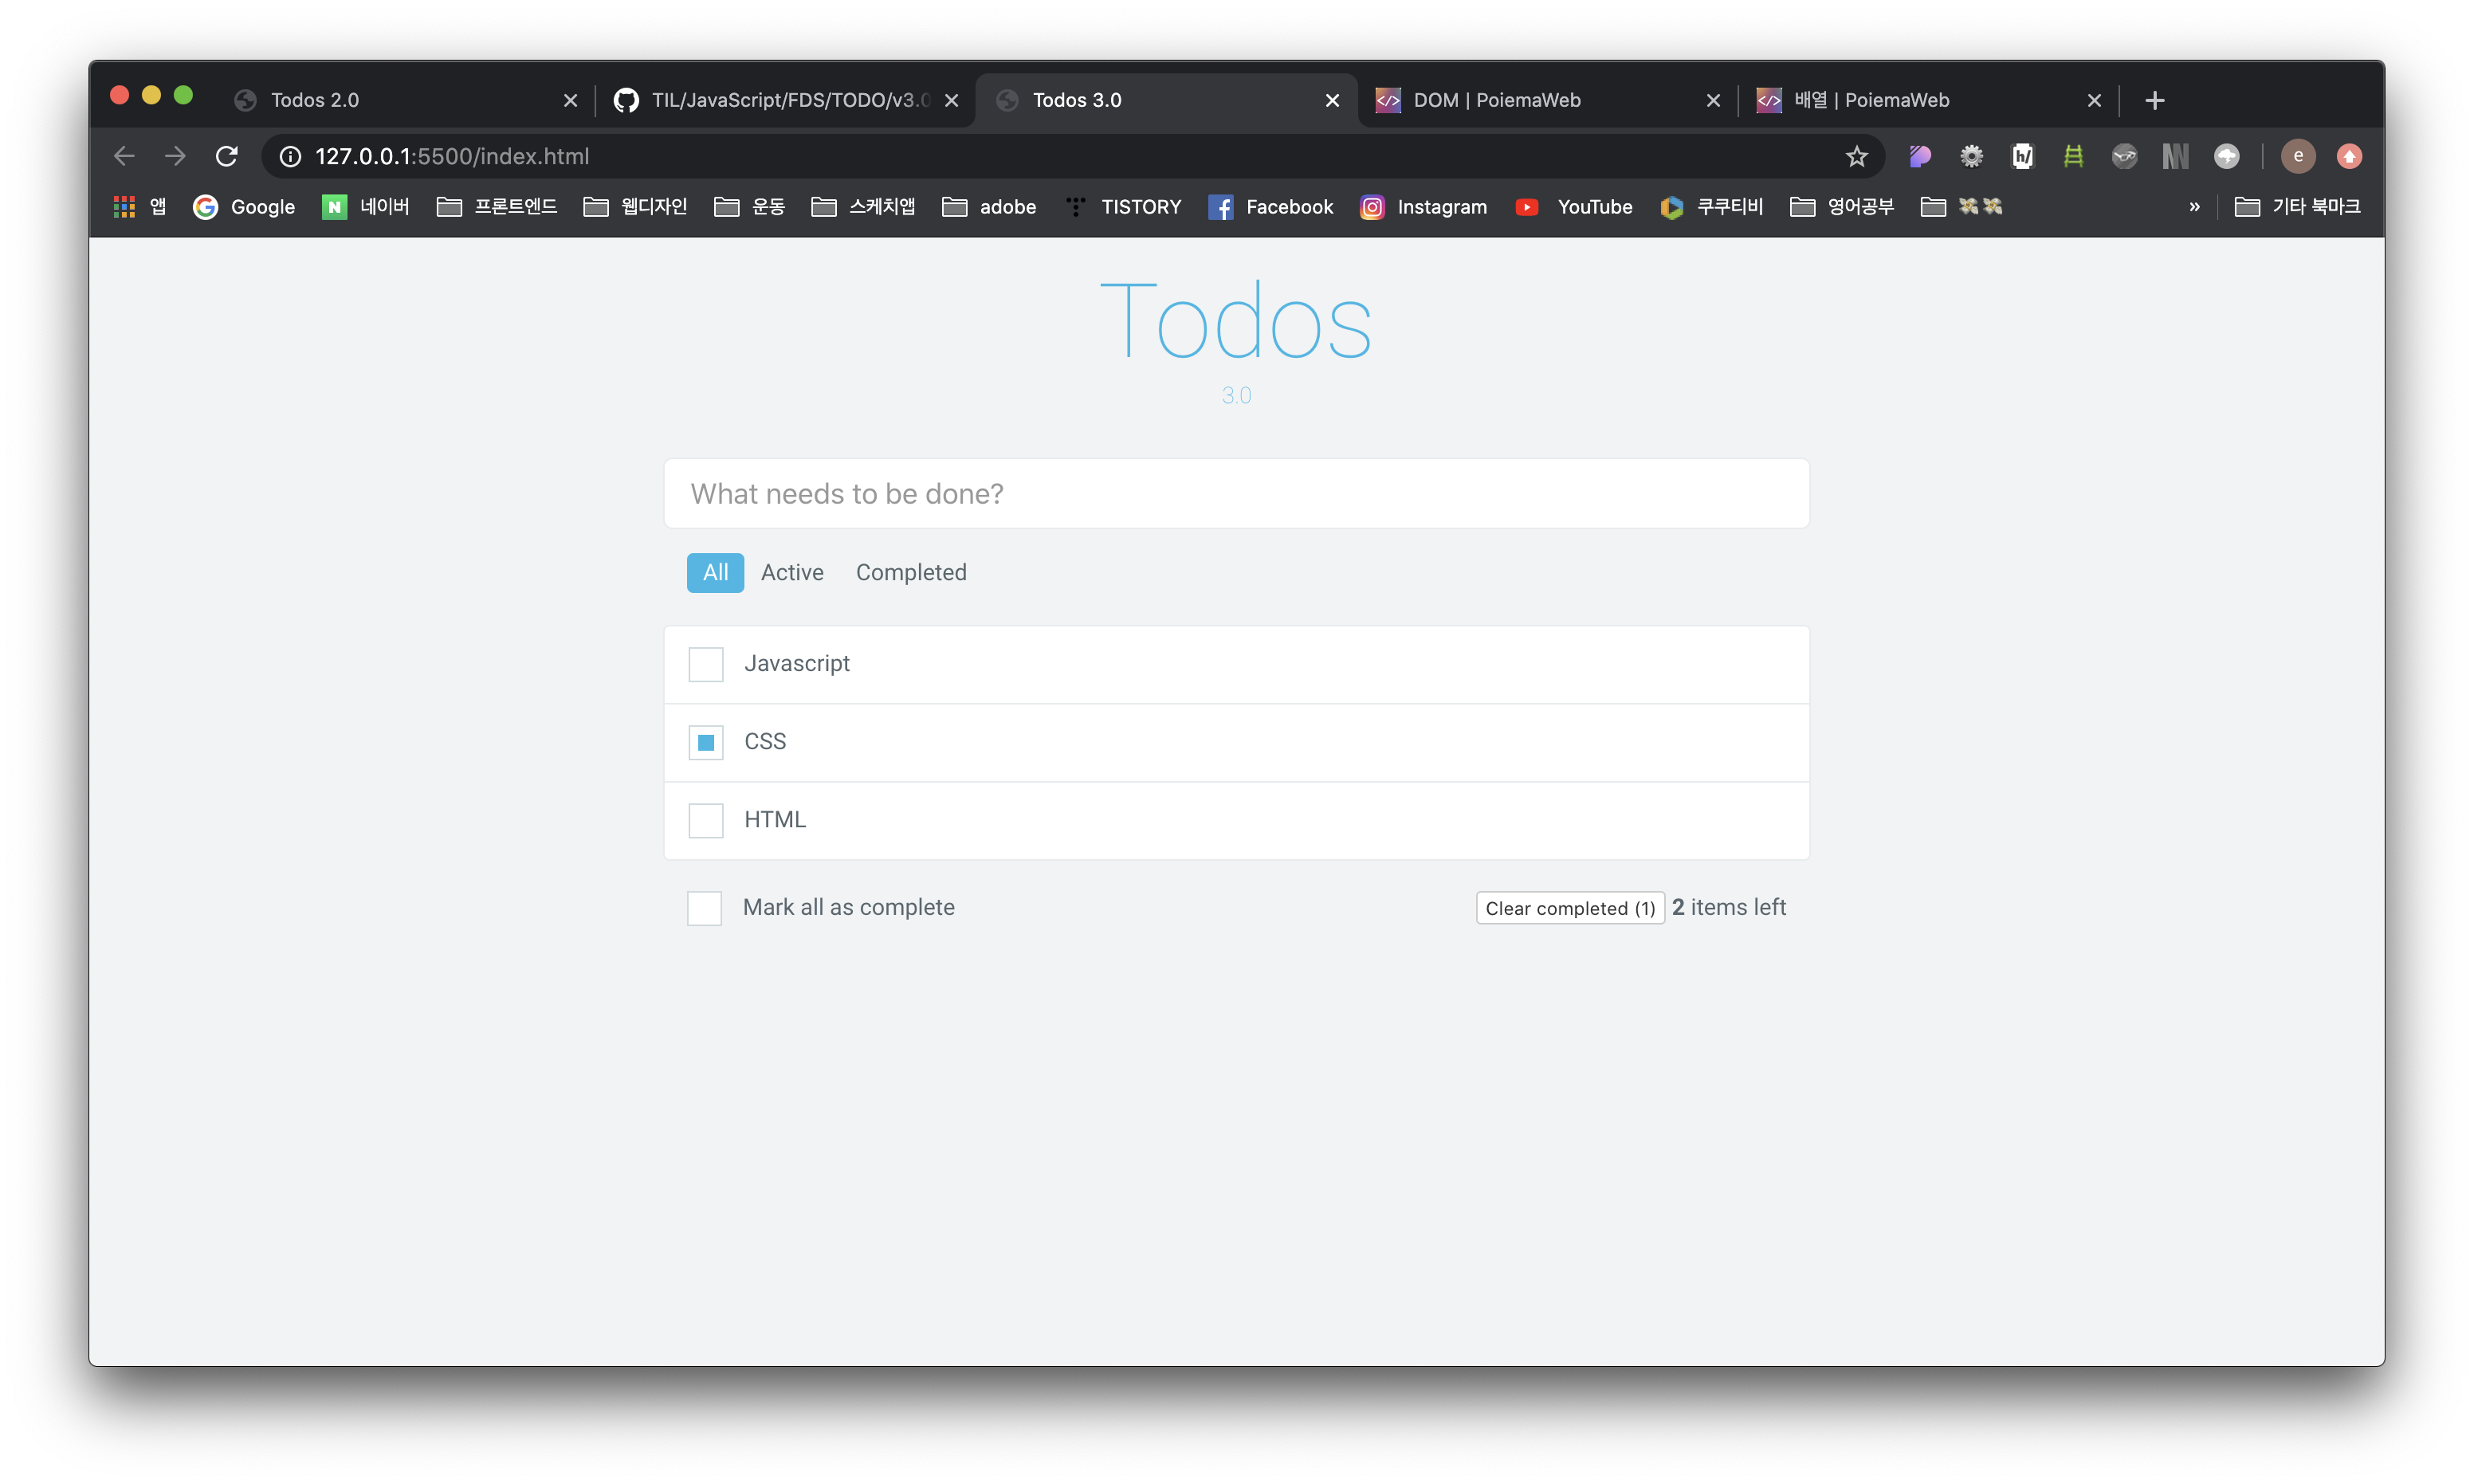 Todos 2.0
TIL/JavaScript/FDS/TODO/v3.0
Todos 3.0
DOM | PoiemaWeb
배열 | PoiemaWeb
127.0.0.1:5500/index.html
h/
e
앱 Google N 네이버 프론트엔드 웹디자인 운동 스케치앱 adobe TISTORY Facebook Instagram YouTube 쿠쿠티비 영어공부 💸💸 » 기타 북마크
Todos
3.0
What needs to be done?
All Active Completed
Javascript
CSS
HTML
Mark all as complete
Clear completed (1) 2 items left